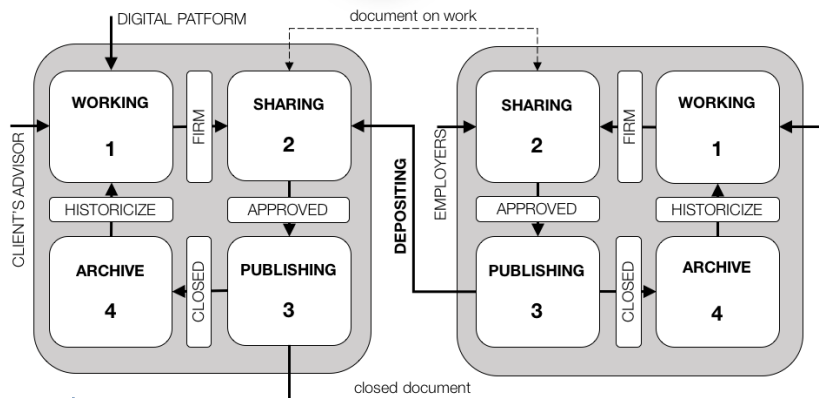 DIGITAL PATFORM
document on work
WORKING
1
FIRM
SHARING
2
CLIENT'S ADVISOR
HISTORICIZE
APPROVED
ARCHIVE
4
CLOSED
PUBLISHING
3
DEPOSITING
EMPLOYERS
SHARING
2
FIRM
WORKING
1
APPROVED
HISTORICIZE
PUBLISHING
3
CLOSED
ARCHIVE
4
closed document